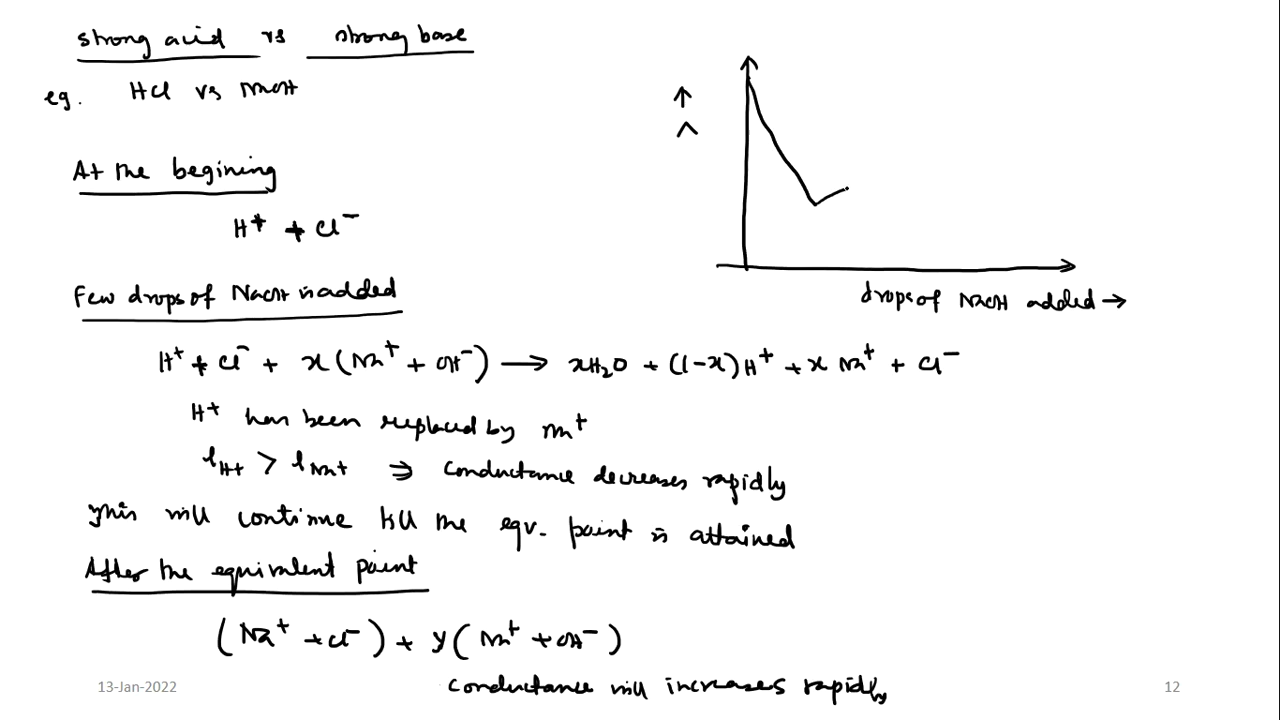 strong acid vs strong base
eg. HCl vs NaOH
↑
Λ
At the begining
H⁺ + Cl⁻
Few drops of NaOH is added
drops of NaOH added →
H⁺ + Cl⁻ + x(Na⁺ + OH⁻) ⟶ xH₂O + (1-x)H⁺ + x Na⁺ + Cl⁻
H⁺ has been replaced by Na⁺
l_H+ > l_Na+ ⇒ conductance decreases rapidly
This will continue till the eqv. point is attained
After the equivalent point
(Na⁺ + Cl⁻) + y(Na⁺ + OH⁻)
conductance will increases rapidly
13-Jan-2022
12